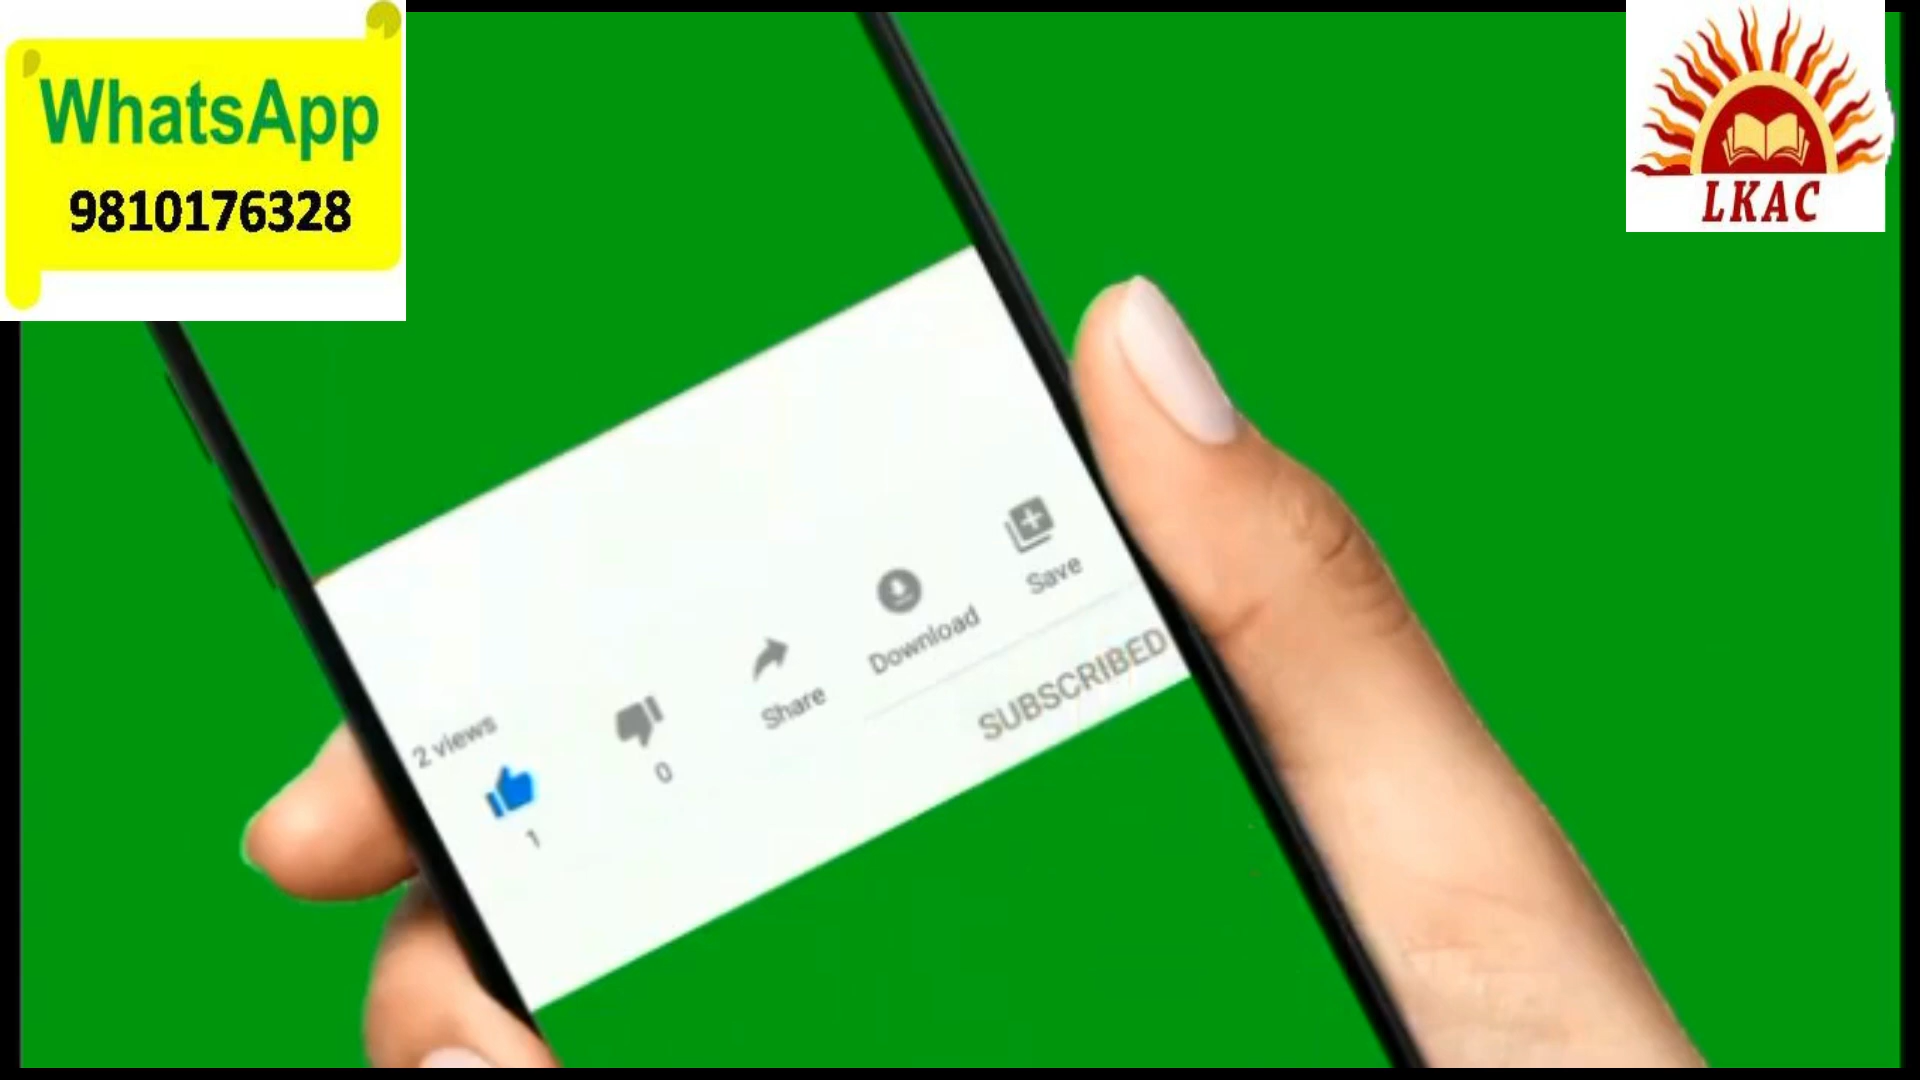 WhatsApp
9810176328
LKAC
2 views
1
0
Share
Download
Save
SUBSCRIBED